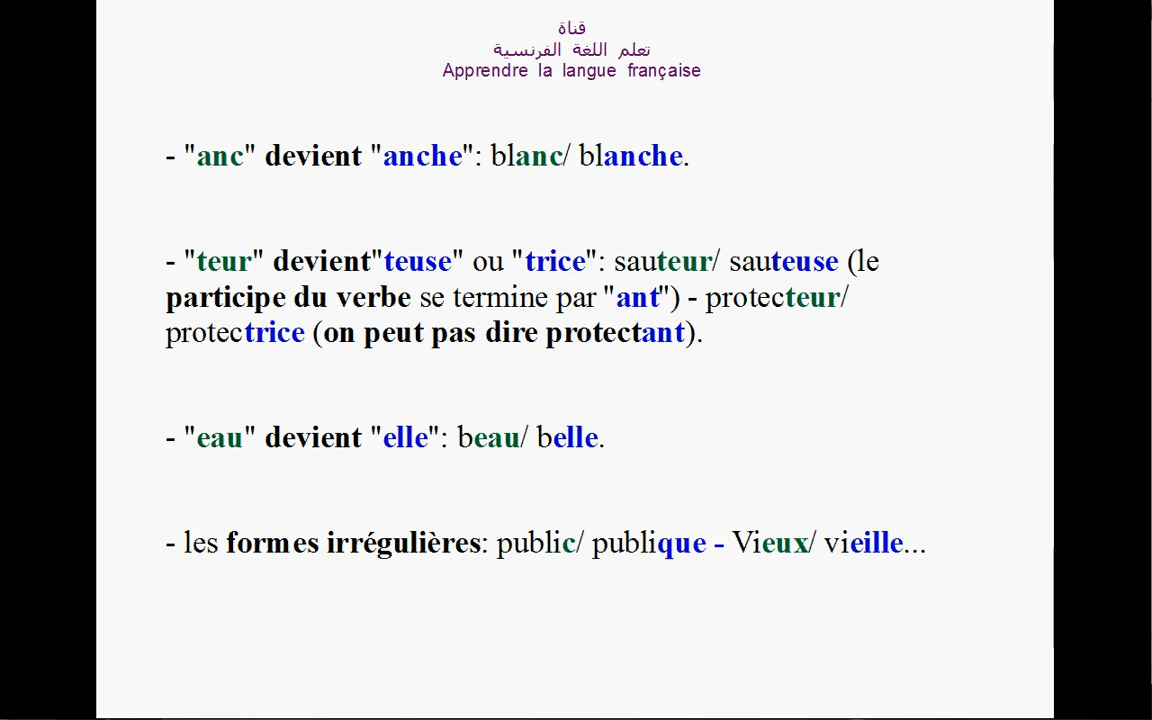 قناة
تعلم اللغة الفرنسية
Apprendre la langue française
- "anc" devient "anche": blanc/ blanche.
- "teur" devient"teuse" ou "trice": sauteur/ sauteuse (le
participe du verbe se termine par "ant") - protecteur/
protectrice (on peut pas dire protectant).
- "eau" devient "elle": beau/ belle.
- les formes irrégulières: public/ publique - Vieux/ vieille...